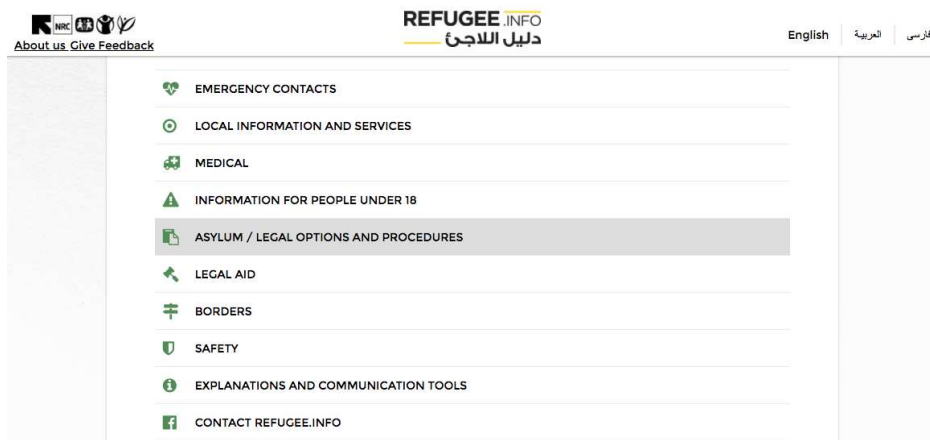 NRC
About us Give Feedback
REFUGEE .INFO
دليل اللاجئ
English
العربية
فارسی
EMERGENCY CONTACTS
LOCAL INFORMATION AND SERVICES
MEDICAL
INFORMATION FOR PEOPLE UNDER 18
ASYLUM / LEGAL OPTIONS AND PROCEDURES
LEGAL AID
BORDERS
SAFETY
EXPLANATIONS AND COMMUNICATION TOOLS
CONTACT REFUGEE.INFO